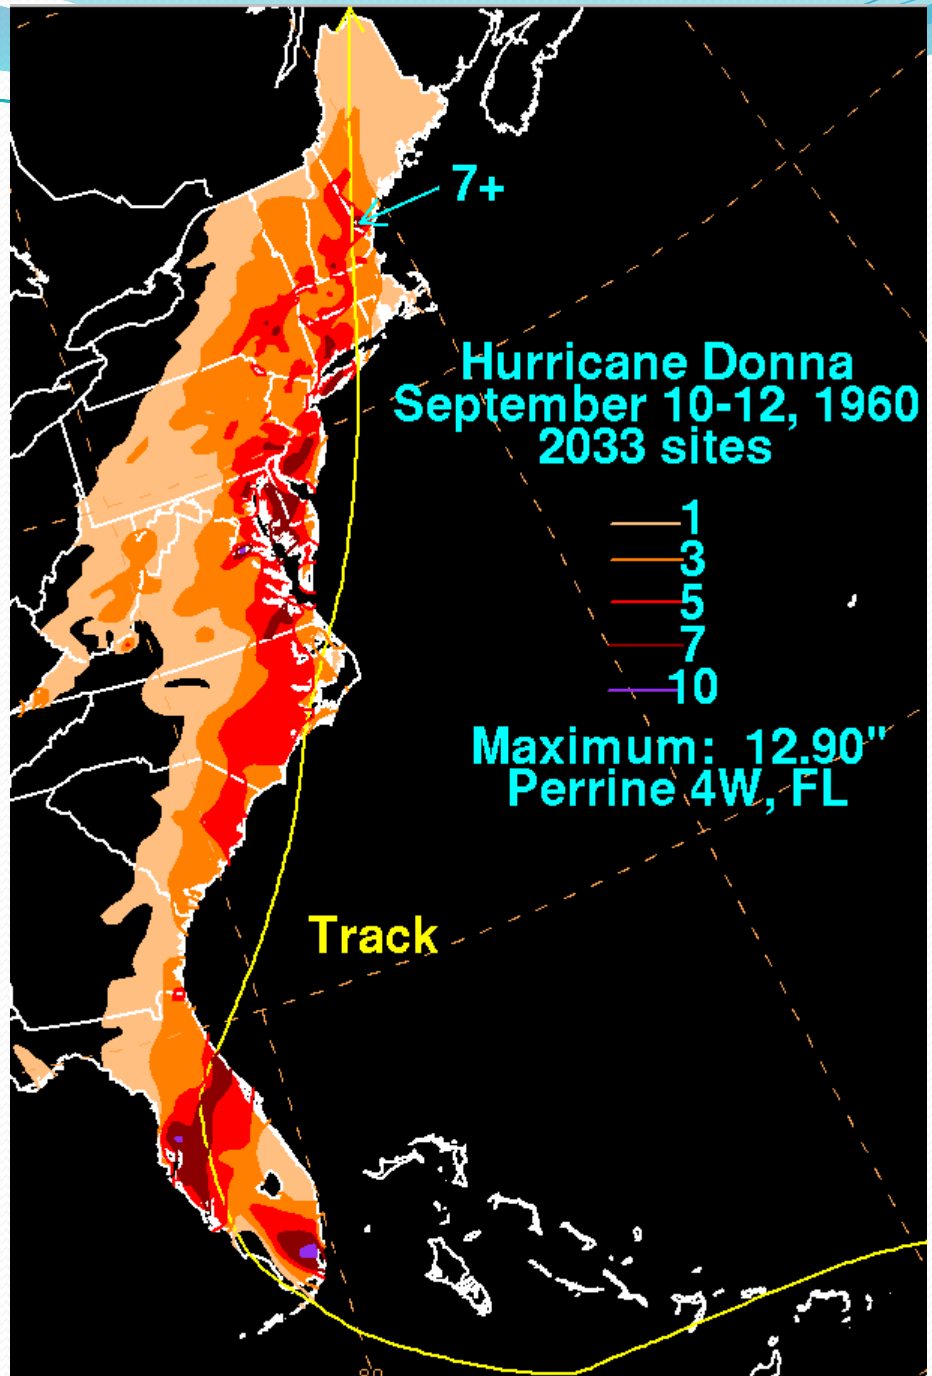 7+
Hurricane Donna
September 10-12, 1960
2033 sites
1
3
5
7
10
Maximum: 12.90"
Perrine 4W, FL
Track